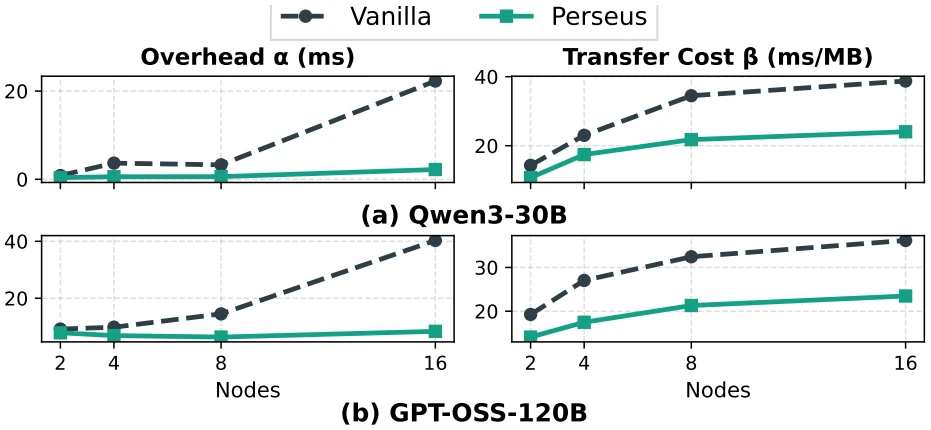 Vanilla Perseus
Overhead α (ms) Transfer Cost β (ms/MB)
20
0
40
20
(a) Qwen3-30B
40
20
30
20
2 4 8 16 2 4 8 16
Nodes Nodes
(b) GPT-OSS-120B